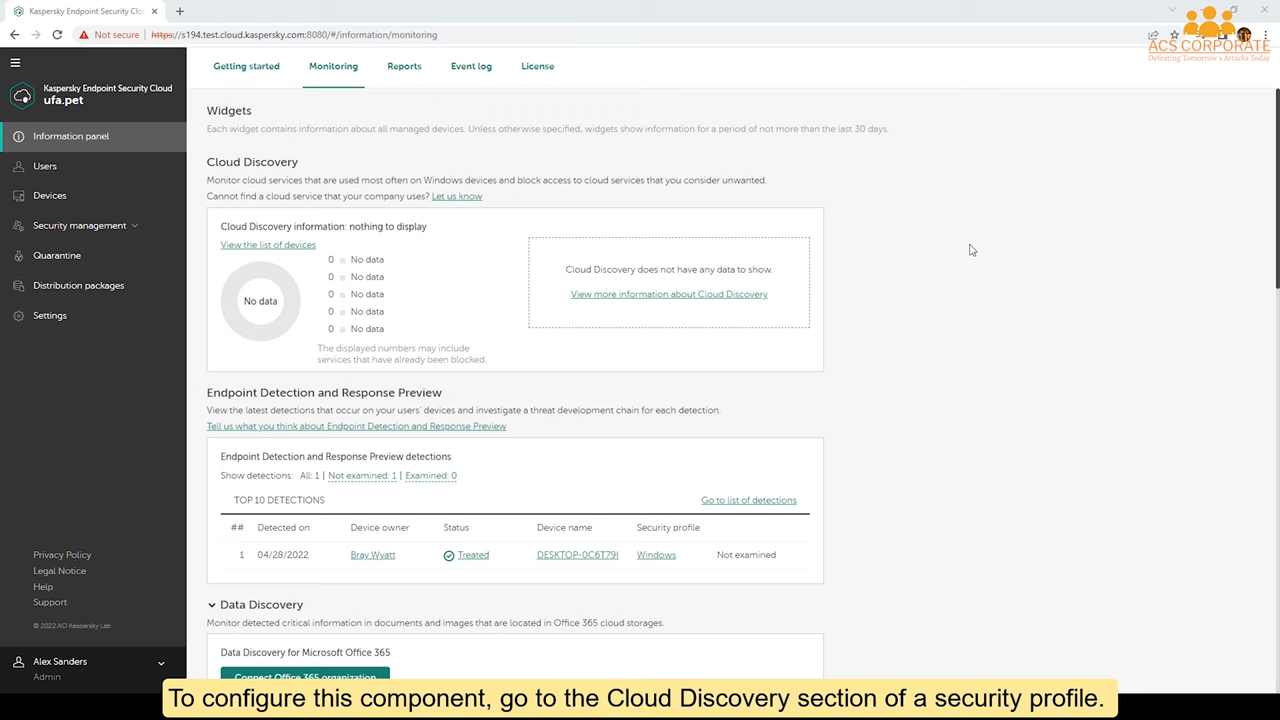 Kaspersky Endpoint Security Clo
Not secure
https://s194.test.cloud.kaspersky.com:8080/#/information/monitoring
ACS CORPORATE
Defeating Tomorrow's Attacks Today
Kaspersky Endpoint Security Cloud
ufa.pet
Information panel
Users
Devices
Security management
Quarantine
Distribution packages
Settings
Privacy Policy
Legal Notice
Help
Support
© 2022 AO Kaspersky Lab
Alex Sanders
Admin
Getting started
Monitoring
Reports
Event log
License
Widgets
Each widget contains information about all managed devices. Unless otherwise specified, widgets show information for a period of not more than the last 30 days.
Cloud Discovery
Monitor cloud services that are used most often on Windows devices and block access to cloud services that you consider unwanted.
Cannot find a cloud service that your company uses? Let us know
Cloud Discovery information: nothing to display
View the list of devices
No data
0 No data
0 No data
0 No data
0 No data
0 No data
The displayed numbers may include
services that have already been blocked.
Cloud Discovery does not have any data to show.
View more information about Cloud Discovery
Endpoint Detection and Response Preview
View the latest detections that occur on your users' devices and investigate a threat development chain for each detection.
Tell us what you think about Endpoint Detection and Response Preview
Endpoint Detection and Response Preview detections
Show detections: All: 1 | Not examined: 1 | Examined: 0
TOP 10 DETECTIONS
Go to list of detections
## Detected on Device owner Status Device name Security profile
1 04/28/2022 Bray Wyatt Treated DESKTOP-0C6T79I Windows Not examined
Data Discovery
Monitor detected critical information in documents and images that are located in Office 365 cloud storages.
Data Discovery for Microsoft Office 365
Connect Office 365 organization
To configure this component, go to the Cloud Discovery section of a security profile.